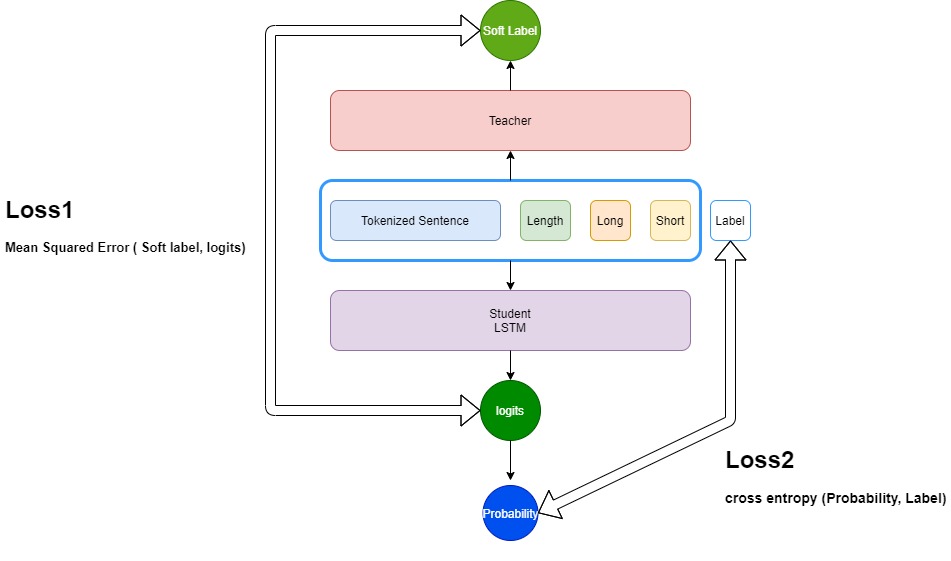 Soft Label
Teacher
Loss1
Mean Squared Error ( Soft label, logits)
Tokenized Sentence
Length
Long
Short
Label
Student
LSTM
logits
Loss2
cross entropy (Probability, Label)
Probability